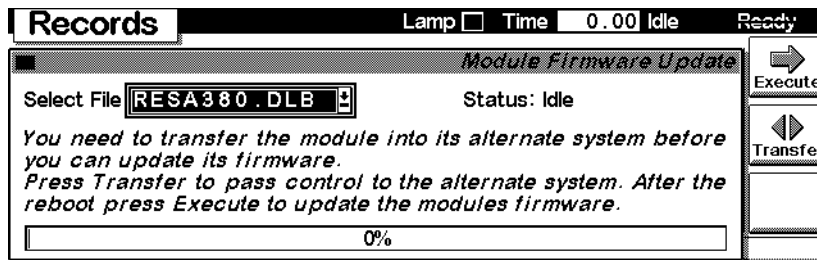 Records Lamp Time 0.00 Idle Ready
Module Firmware Update
Execute
Select File RESA380.DLB Status: Idle
You need to transfer the module into its alternate system before
you can update its firmware.
Transfe
Press Transfer to pass control to the alternate system. After the
reboot press Execute to update the modules firmware.
0%